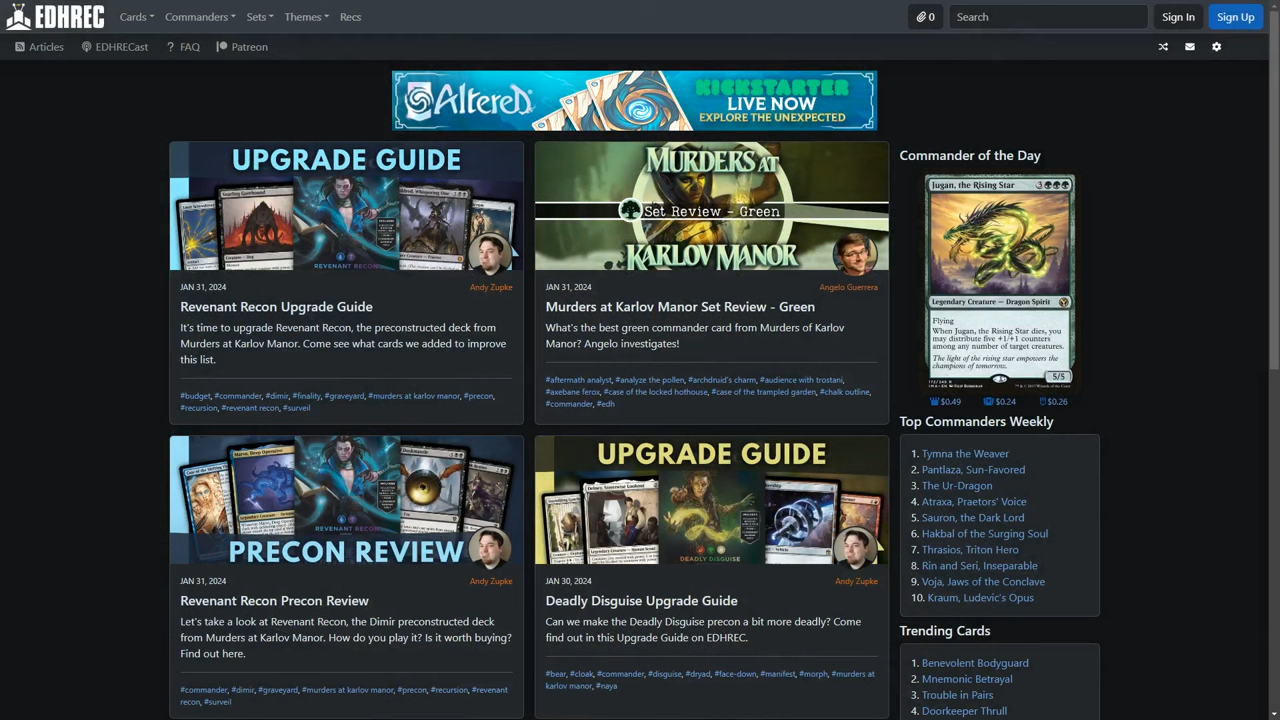 EDHREC
Cards
Commanders
Sets
Themes
Recs
0
Search
Sign In
Sign Up
Articles
EDHRECast
? FAQ
Patreon
ALTERED
KICKSTARTER
LIVE NOW
EXPLORE THE UNEXPECTED
UPGRADE GUIDE
REVENANT RECON
JAN 31, 2024
Andy Zupke
Revenant Recon Upgrade Guide
It's time to upgrade Revenant Recon, the preconstructed deck from
Murders at Karlov Manor. Come see what cards we added to improve
this list.
#budget, #commander, #dimir, #finality, #graveyard, #murders at karlov manor, #precon,
#recursion, #revenant recon, #surveil
MURDERS AT
Set Review - Green
KARLOV MANOR
JAN 31, 2024
Angelo Guerrera
Murders at Karlov Manor Set Review - Green
What's the best green commander card from Murders of Karlov
Manor? Angelo investigates!
#aftermath analyst, #analyze the pollen, #archdruid's charm, #audience with trostani,
#axebane ferox, #case of the locked hothouse, #case of the trampled garden, #chalk outline,
#commander, #edh
REVENANT RECON
PRECON REVIEW
JAN 31, 2024
Andy Zupke
Revenant Recon Precon Review
Let's take a look at Revenant Recon, the Dimir preconstructed deck
from Murders at Karlov Manor. How do you play it? Is it worth buying?
Find out here.
#commander, #dimir, #graveyard, #murders at karlov manor, #precon, #recursion, #revenant
recon, #surveil
UPGRADE GUIDE
DEADLY DISGUISE
JAN 30, 2024
Andy Zupke
Deadly Disguise Upgrade Guide
Can we make the Deadly Disguise precon a bit more deadly? Come
find out in this Upgrade Guide on EDHREC.
#bear, #cloak, #commander, #disguise, #dryad, #face-down, #manifest, #morph, #murders at
karlov manor, #naya
Commander of the Day
Jugan, the Rising Star 3
Legendary Creature — Dragon Spirit
Flying
When Jugan, the Rising Star dies, you
may distribute five +1/+1 counters
among any number of target creatures.
The light of the rising star empowers the
champions of tomorrow.
5/5
$0.49 $0.24 $0.26
Top Commanders Weekly
1. Tymna the Weaver
2. Pantlaza, Sun-Favored
3. The Ur-Dragon
4. Atraxa, Praetors' Voice
5. Sauron, the Dark Lord
6. Hakbal of the Surging Soul
7. Thrasios, Triton Hero
8. Rin and Seri, Inseparable
9. Voja, Jaws of the Conclave
10. Kraum, Ludevic's Opus
Trending Cards
1. Benevolent Bodyguard
2. Mnemonic Betrayal
3. Trouble in Pairs
4. Doorkeeper Thrull